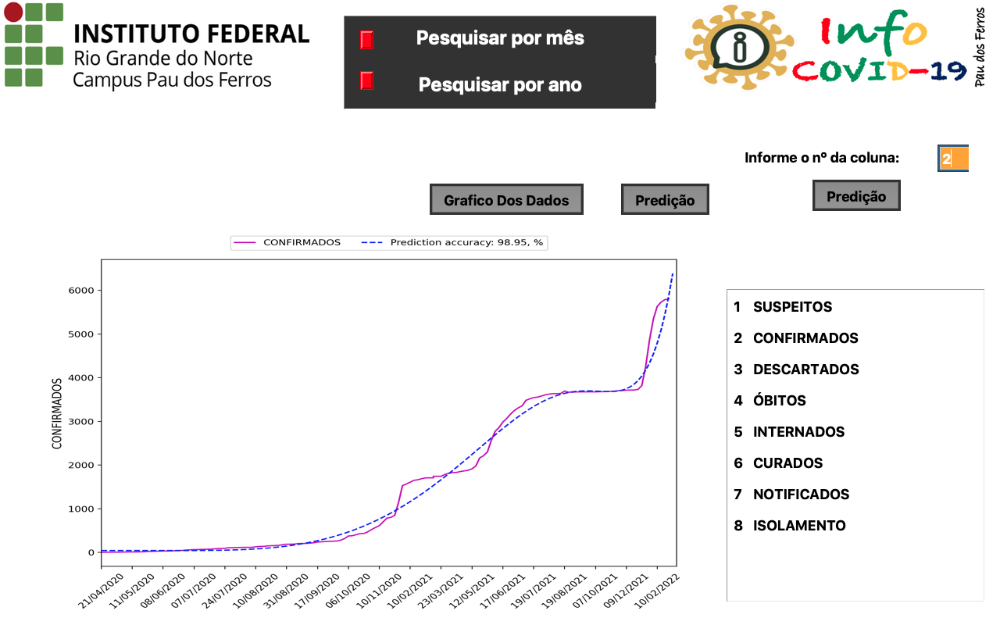 INSTITUTO FEDERAL
Rio Grande do Norte
Campus Pau dos Ferros
Pesquisar por mês
Pesquisar por ano
Info
COVID-19
Pau dos Ferros
Informe o nº da coluna:
2
Grafico Dos Dados
Predição
Predição
CONFIRMADOS
Prediction accuracy: 98.95, %
CONFIRMADOS
6000
5000
4000
3000
2000
1000
0
21/04/2020
11/05/2020
08/06/2020
07/07/2020
24/07/2020
10/08/2020
31/08/2020
17/09/2020
06/10/2020
10/11/2020
10/02/2021
23/03/2021
12/05/2021
17/06/2021
19/07/2021
19/08/2021
07/10/2021
09/12/2021
10/02/2022
1 SUSPEITOS
2 CONFIRMADOS
3 DESCARTADOS
4 ÓBITOS
5 INTERNADOS
6 CURADOS
7 NOTIFICADOS
8 ISOLAMENTO